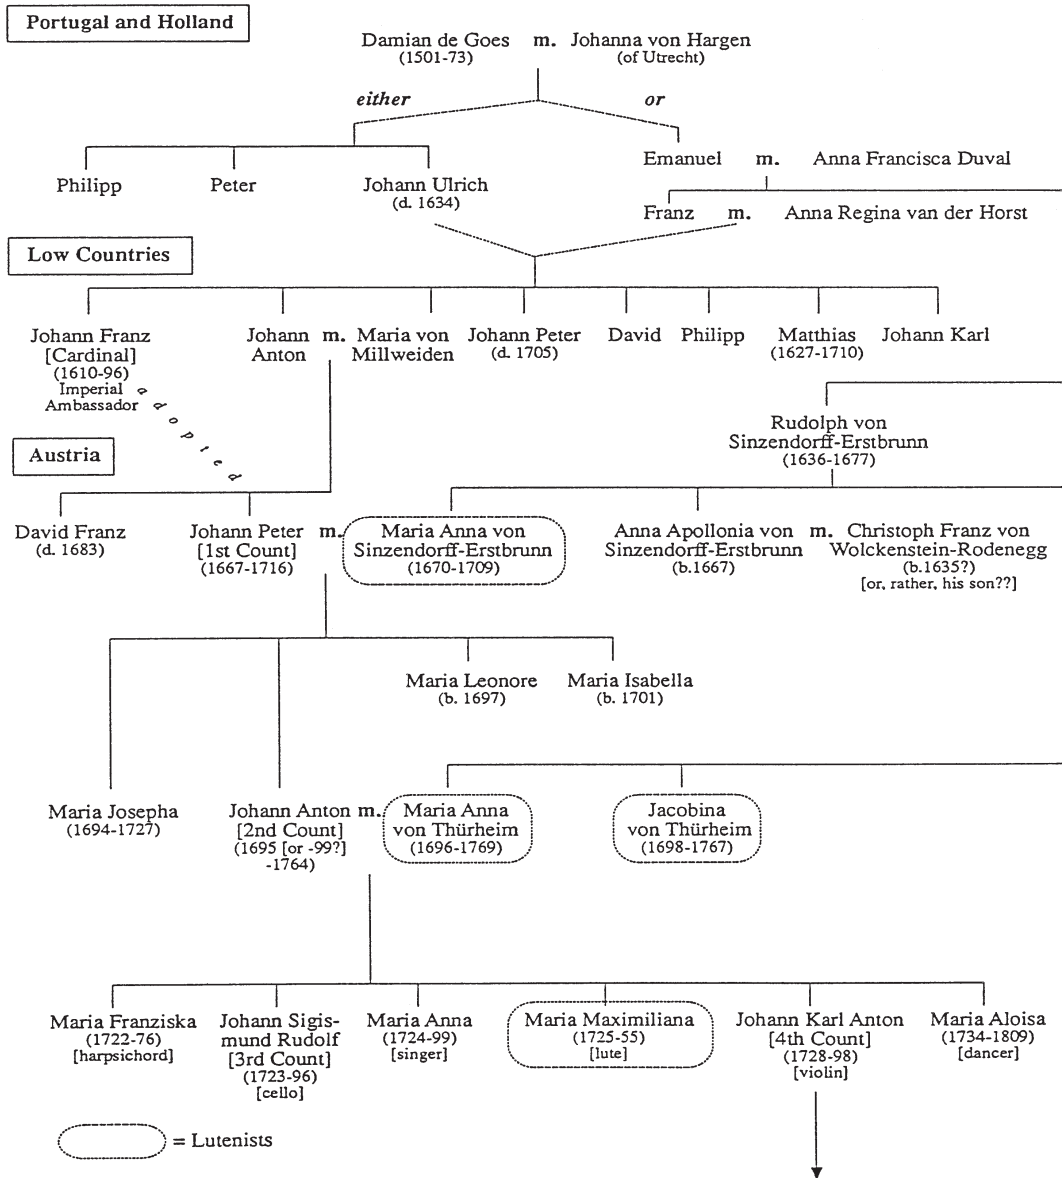 Portugal and Holland
Damian de Goes m. Johanna von Hargen
(1501-73) (of Utrecht)
either or
Emanuel m. Anna Francisca Duval
Philipp Peter Johann Ulrich
(d. 1634)
Franz m. Anna Regina van der Horst
Low Countries
Johann Franz
[Cardinal]
(1610-96)
Imperial
Ambassador
adopted
Johann
Anton
m.
Maria von
Millweiden
Johann Peter
(d. 1705)
David
Philipp
Matthias
(1627-1710)
Johann Karl
Rudolph von
Sinzendorff-Erstbrunn
(1636-1677)
Austria
David Franz
(d. 1683)
Johann Peter
[1st Count]
(1667-1716)
m.
Maria Anna von
Sinzendorff-Erstbrunn
(1670-1709)
Anna Apollonia von
Sinzendorff-Erstbrunn
(b.1667)
m.
Christoph Franz von
Wolckenstein-Rodenegg
(b.1635?)
[or, rather, his son??]
Maria Leonore
(b. 1697)
Maria Isabella
(b. 1701)
Maria Josepha
(1694-1727)
Johann Anton
[2nd Count]
(1695 [or -99?]
-1764)
m.
Maria Anna
von Thürheim
(1696-1769)
Jacobina
von Thürheim
(1698-1767)
Maria Franziska
(1722-76)
[harpsichord]
Johann Sigis-
mund Rudolf
[3rd Count]
(1723-96)
[cello]
Maria Anna
(1724-99)
[singer]
Maria Maximiliana
(1725-55)
[lute]
Johann Karl Anton
[4th Count]
(1728-98)
[violin]
Maria Aloisa
(1734-1809)
[dancer]
= Lutenists